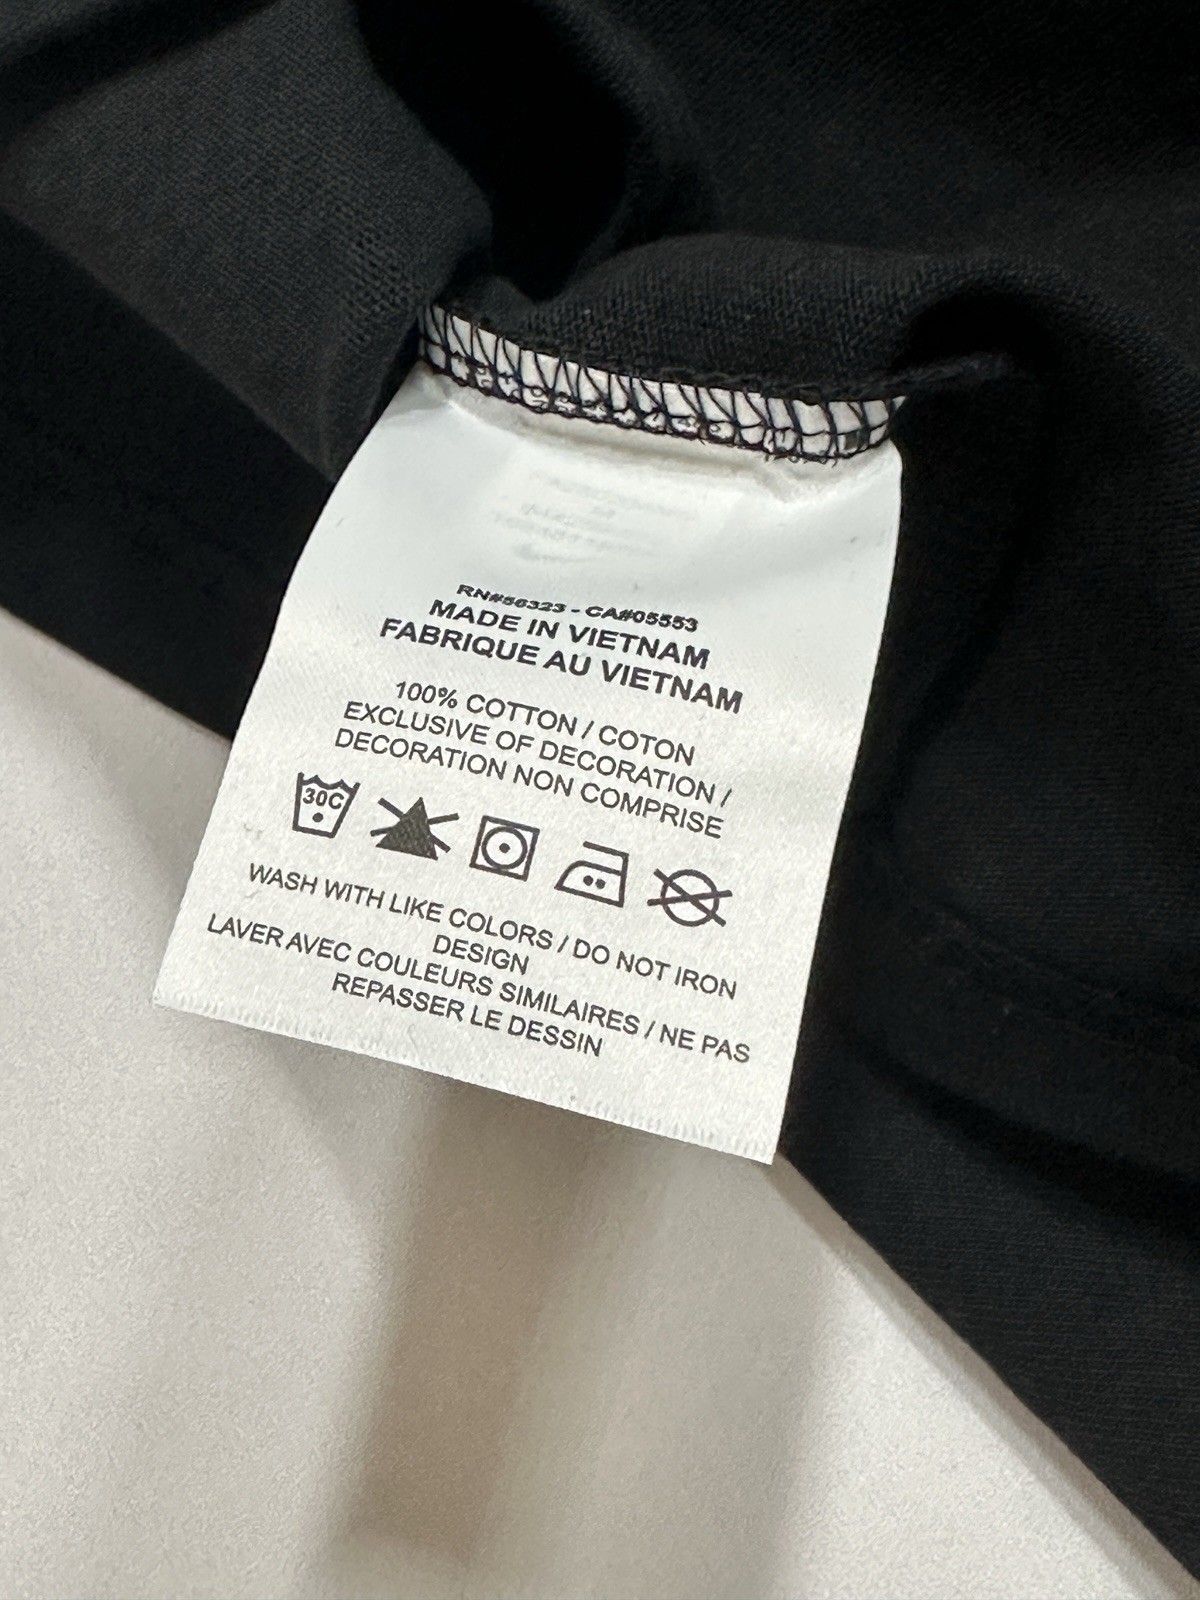 RN#56323 - CA#05553
MADE IN VIETNAM
FABRIQUE AU VIETNAM
100% COTTON / COTON
EXCLUSIVE OF DECORATION /
DECORATION NON COMPRISE
30C
WASH WITH LIKE COLORS / DO NOT IRON
DESIGN
LAVER AVEC COULEURS SIMILAIRES / NE PAS
REPASSER LE DESSIN